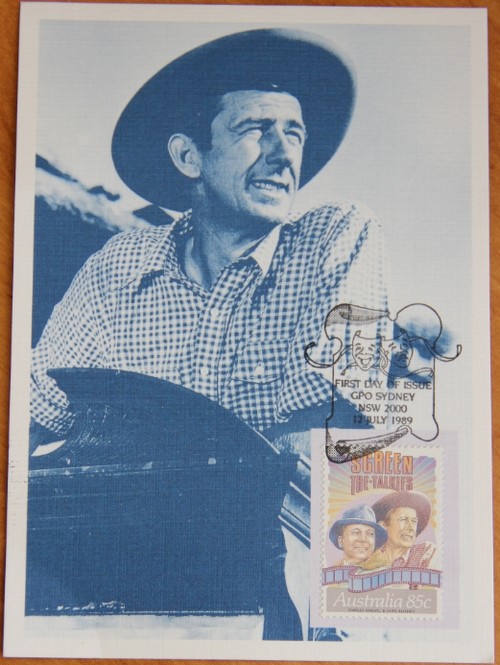 FIRST DAY OF ISSUE
GPO SYDNEY
NSW 2000
12 JULY 1989
SCREEN
THE·TALKIES
Australia 85c